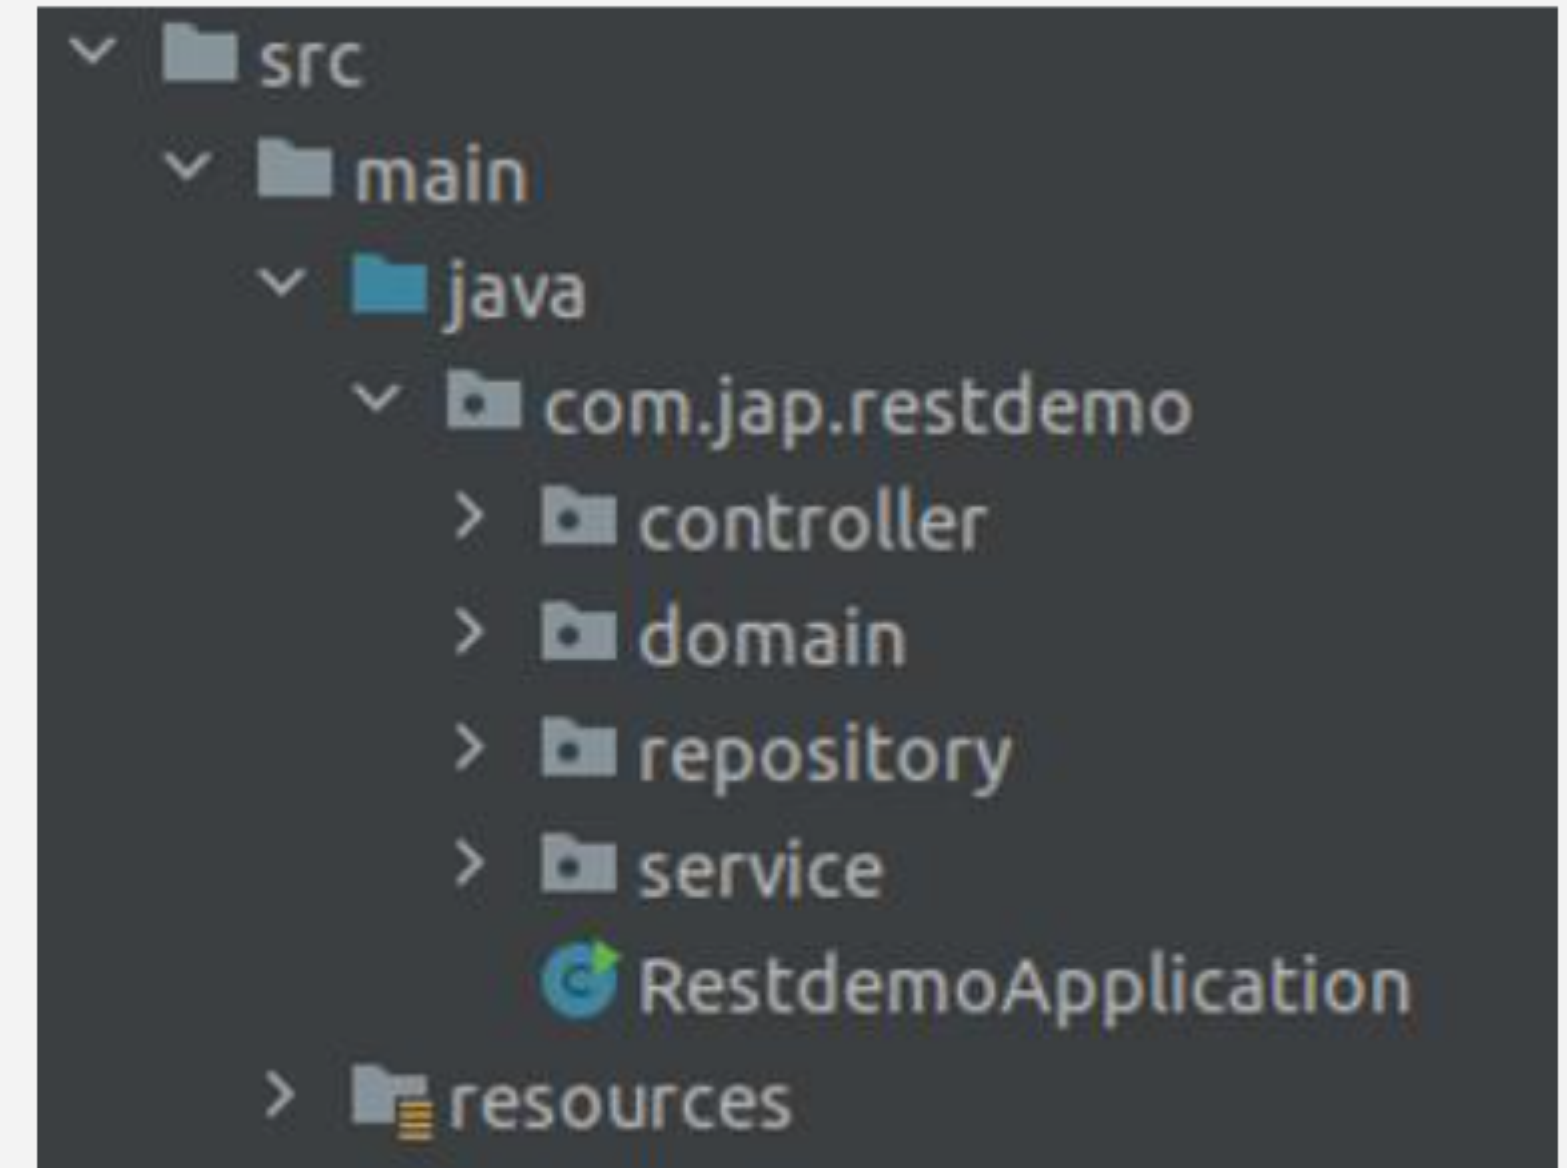 src
main
java
com.jap.restdemo
controller
domain
repository
service
RestdemoApplication
resources